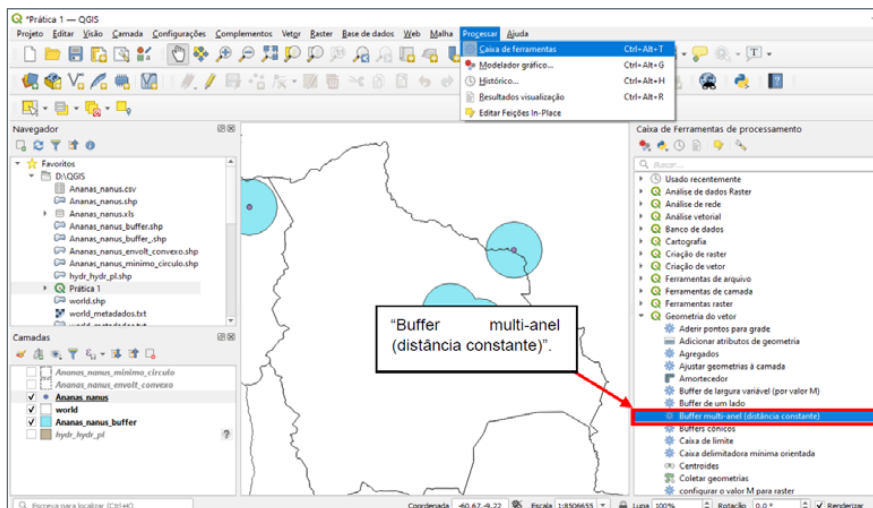 *Prática 1 — QGIS
Projeto Editar Visão Camada Configurações Complementos Vetor Raster Base de dados Web Malha Processar Ajuda
Caixa de ferramentas Ctrl+Alt+T
Modelador gráfico... Ctrl+Alt+G
Histórico... Ctrl+Alt+H
Resultados visualização Ctrl+Alt+R
Editar Feições In-Place
Navegador
Favoritos
D:\QGIS
Ananas_nanus.csv
Ananas_nanus.shp
Ananas_nanus.xls
Ananas_nanus_buffer.shp
Ananas_nanus_buffer_.shp
Ananas_nanus_envolt_convexo.shp
Ananas_nanus_minimo_circulo.shp
hydr_hydr_pl.shp
Prática 1
world.shp
world_metadados.txt
Camadas
Ananas_nanus_minimo_circulo
Ananas_nanus_envolt_convexo
Ananas_nanus
world
Ananas_nanus_buffer
hydr_hydr_pl
?
"Buffer multi-anel
(distância constante)".
Caixa de Ferramentas de processamento
Buscar...
Usado recentemente
Análise de dados Raster
Análise de rede
Análise vetorial
Banco de dados
Cartografia
Criação de raster
Criação de vetor
Ferramentas de arquivo
Ferramentas de camada
Ferramentas raster
Geometria do vetor
Aderir pontos para grade
Adicionar atributos de geometria
Agregados
Ajustar geometrias à camada
Amortecedor
Buffer de largura variável (por valor M)
Buffer de um lado
Buffer multi-anel (distância constante)
Buffers cônicos
Caixa de limite
Caixa delimitadora mínima orientada
Centroides
Coletar geometrias
configurar o valor M para raster
Escreva para localizar (Ctrl+K)
Coordenada -60.67,-9.22 Escala 1:8506655 Lupa 100% Rotação 0,0 ° Renderizar